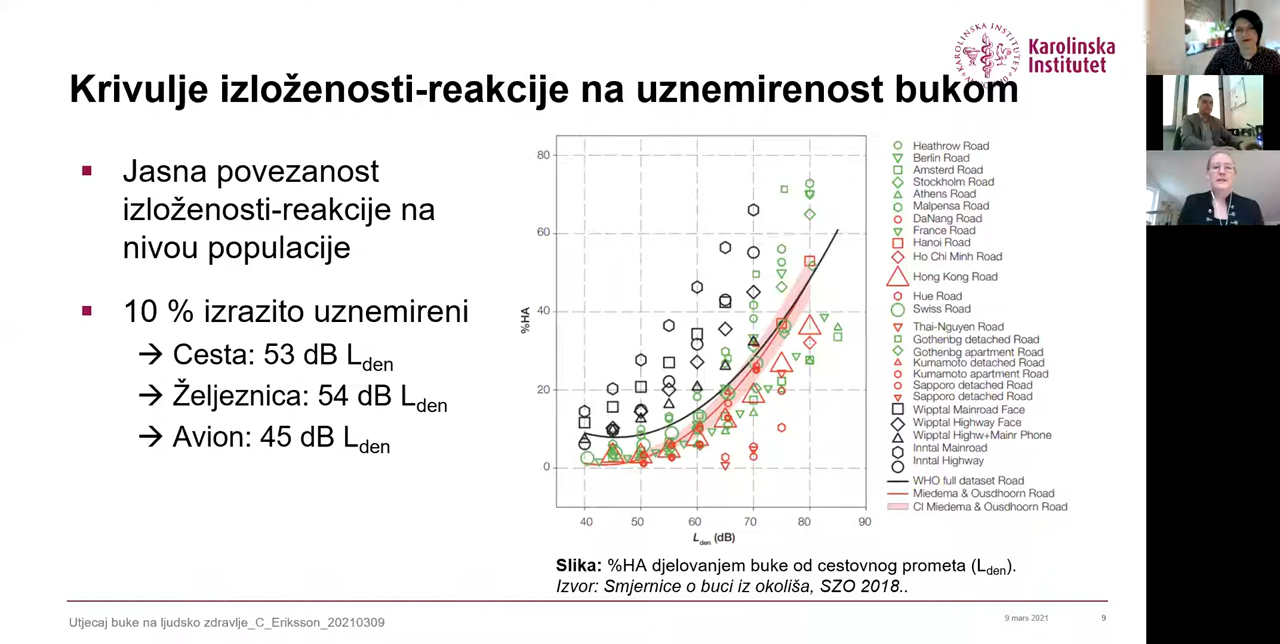 Karolinska
Institutet
KAROLINSKA INSTITUTET
Krivulje izloženosti-reakcije na uznemirenost bukom
Jasna povezanost
izloženosti-reakcije na
nivou populacije
10 % izrazito uznemireni
→ Cesta: 53 dB Lden
→ Željeznica: 54 dB Lden
→ Avion: 45 dB Lden
%HA
80
60
40
20
0
40 50 60 70 80 90
Lden (dB)
Heathrow Road
Berlin Road
Amsterd Road
Stockholm Road
Athens Road
Malpensa Road
DaNang Road
France Road
Hanoi Road
Ho Chi Minh Road
Hong Kong Road
Hue Road
Swiss Road
Thai-Nguyen Road
Gothenbg detached Road
Gothenbg apartment Road
Kumamoto detached Road
Kumamoto apartment Road
Sapporo detached Road
Sapporo detached Road
Wipptal Mainroad Face
Wipptal Highway Face
Wipptal Highw+Mainr Phone
Inntal Mainroad
Inntal Highway
WHO full dataset Road
Miedema & Ousdhoorn Road
CI Miedema & Ousdhoorn Road
Slika: %HA djelovanjem buke od cestovnog prometa (Lden).
Izvor: Smjernice o buci iz okoliša, SZO 2018..
Utjecaj buke na ljudsko zdravlje_C_Eriksson_20210309
9 mars 2021
9